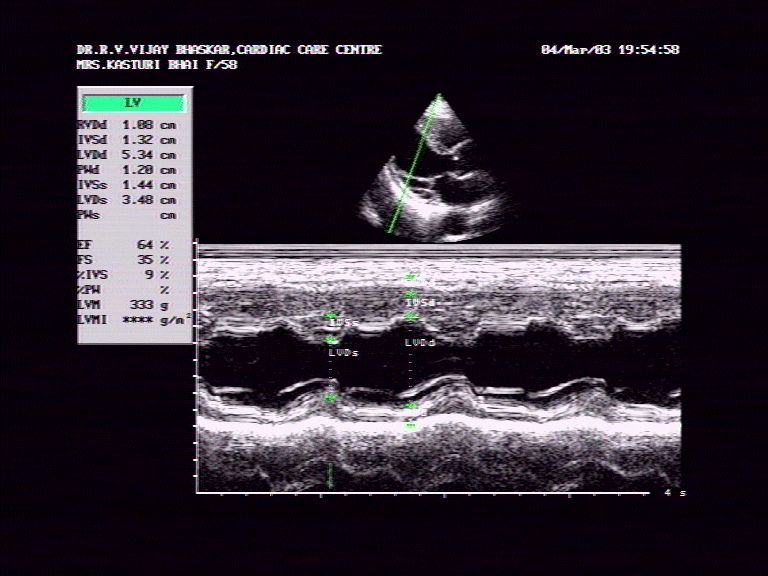 DR.R.V.VIJAY BHASKAR,CARDIAC CARE CENTRE 04/Mar/03 19:54:58
MRS.KASTURI BHAI F/58
LV
RVDd 1.08 cm
IVSd 1.32 cm
LVDd 5.34 cm
PWd 1.20 cm
IVSs 1.44 cm
LVDs 3.48 cm
PWs cm
EF 64 %
FS 35 %
%IVS 9 %
%PW %
LVM 333 g
LVMI **** g/m²
IVSd
IVSs
LVDd
LVDs
4 s